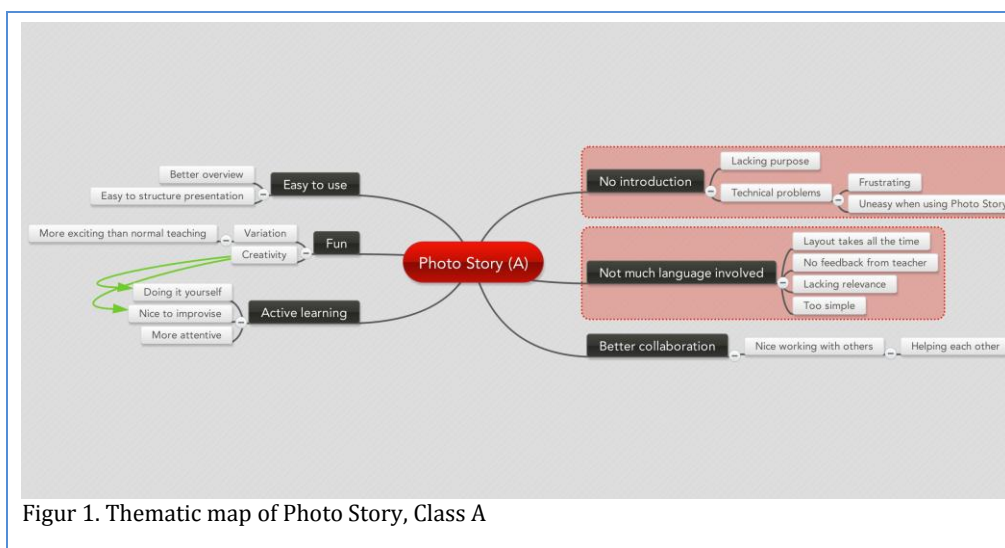 Better overview
Easy to structure presentation
Easy to use
More exciting than normal teaching
Variation
Creativity
Fun
Doing it yourself
Nice to improvise
More attentive
Active learning
Photo Story (A)
No introduction
Lacking purpose
Technical problems
Frustrating
Uneasy when using Photo Story
Not much language involved
Layout takes all the time
No feedback from teacher
Lacking relevance
Too simple
Better collaboration
Nice working with others
Helping each other
Figur 1. Thematic map of Photo Story, Class A